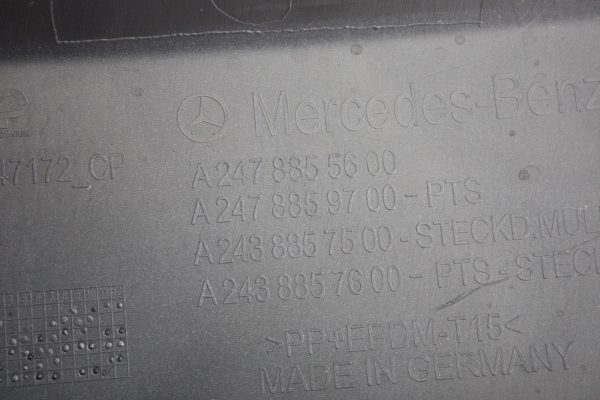 Mercedes-Benz
47172_CP
A 247 885 56 00
A 247 885 97 00 - PTS
A 243 885 75 00 - STECKD.MUL
A 243 885 76 00 - PTS - STECK
>PP+EPDM-T15<
MADE IN GERMANY